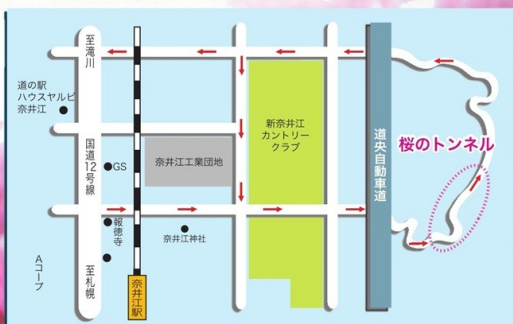 至滝川
道の駅
ハウスヤルビ
奈井江
国道12号線
GS
奈井江工業団地
新奈井江
カントリー
クラブ
道央自動車道
桜のトンネル
報徳寺
奈井江神社
Aコープ
至札幌
奈井江駅